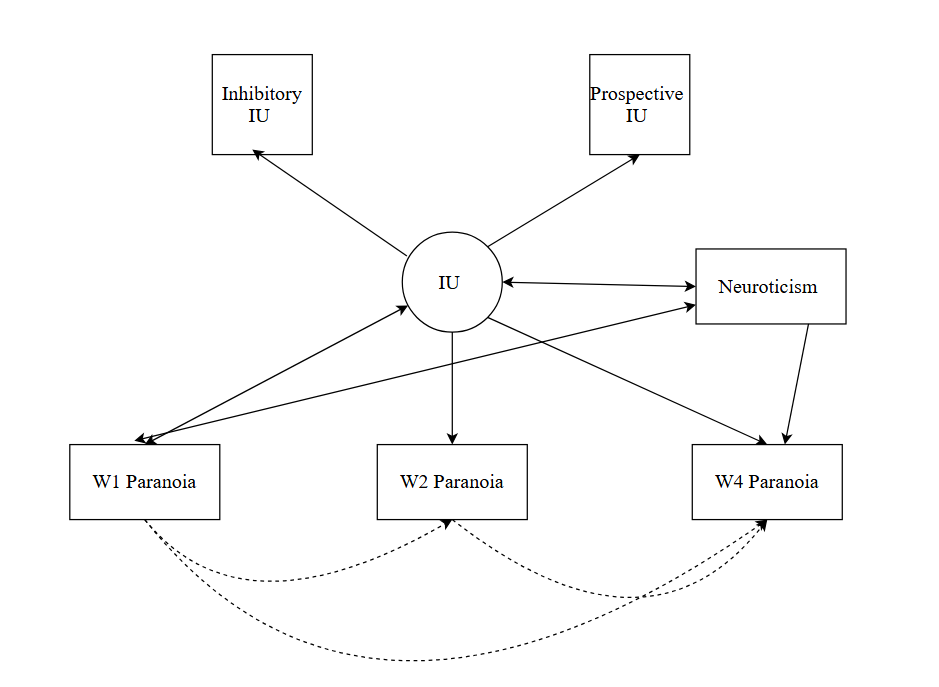 Inhibitory
IU
Prospective
IU
IU
Neuroticism
W1 Paranoia
W2 Paranoia
W4 Paranoia